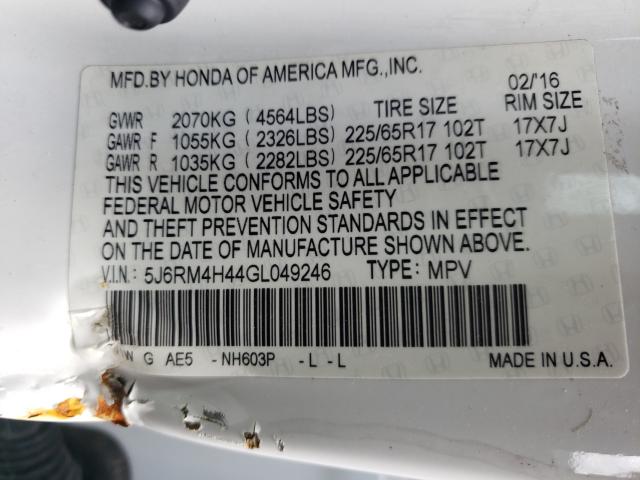 MFD.BY HONDA OF AMERICA MFG.,INC. 02/'16
GVWR 2070KG (4564LBS) TIRE SIZE RIM SIZE
GAWR F 1055KG (2326LBS) 225/65R17 102T 17X7J
GAWR R 1035KG (2282LBS) 225/65R17 102T 17X7J
THIS VEHICLE CONFORMS TO ALL APPLICABLE
FEDERAL MOTOR VEHICLE SAFETY
AND THEFT PREVENTION STANDARDS IN EFFECT
ON THE DATE OF MANUFACTURE SHOWN ABOVE.
V.I.N: 5J6RM4H44GL049246 TYPE: MPV
W G AE5 -NH603P -L -L MADE IN U.S.A.